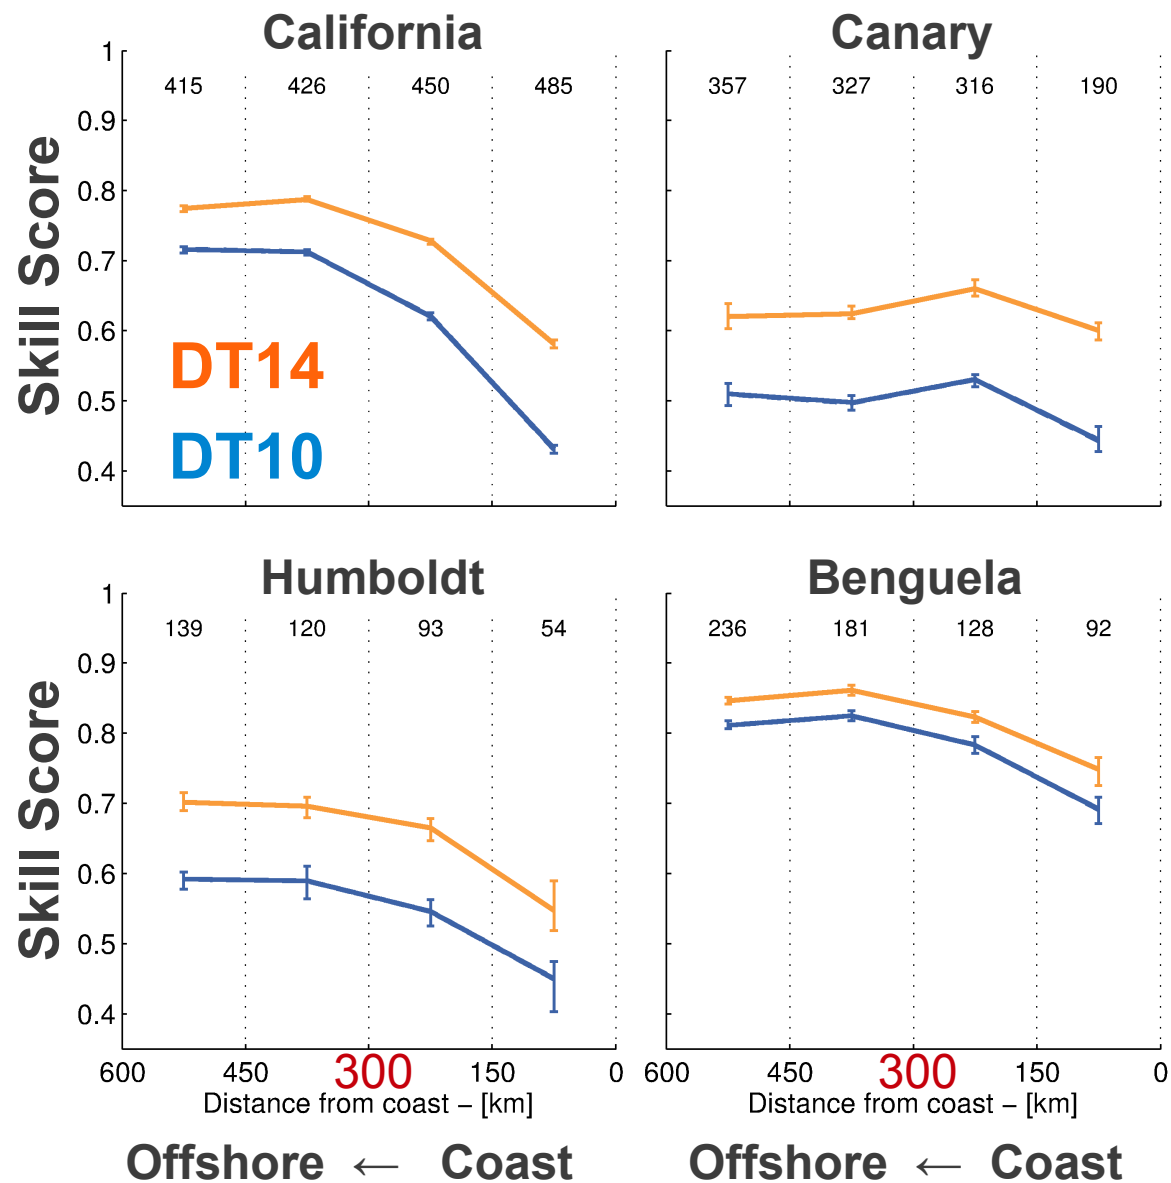 California
Canary
1
415 426 450 485
357 327 316 190
0.9
0.8
0.7
0.6
0.5
0.4
Skill Score
DT14
DT10
Humboldt
Benguela
1
139 120 93 54
236 181 128 92
0.9
0.8
0.7
0.6
0.5
0.4
Skill Score
600 450 300 150 0
600 450 300 150 0
Distance from coast – [km]
Distance from coast – [km]
Offshore ← Coast
Offshore ← Coast